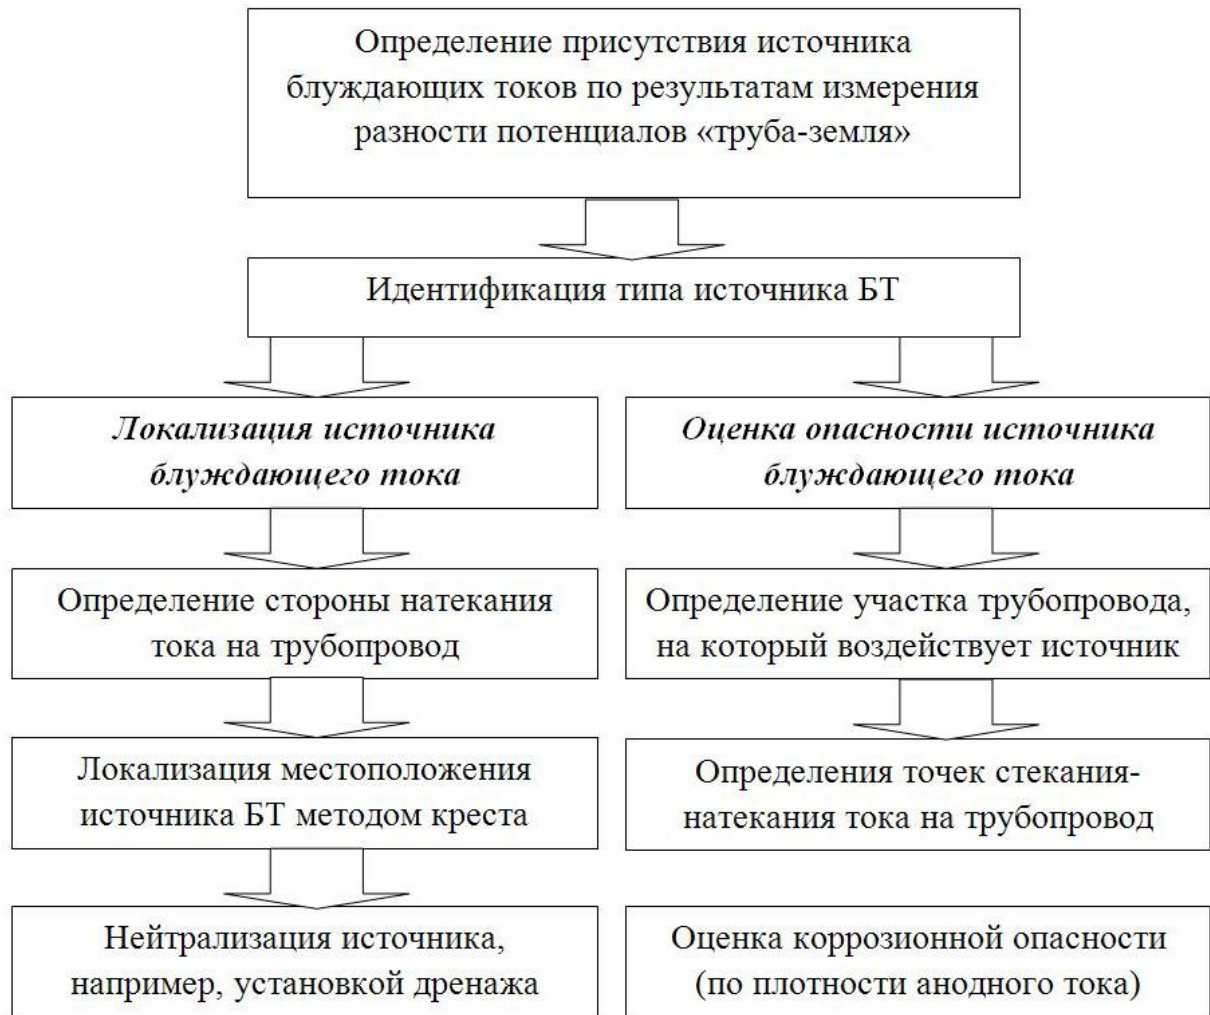 Определение присутствия источника
блуждающих токов по результатам измерения
разности потенциалов «труба-земля»
Идентификация типа источника БТ
Локализация источника
блуждающего тока
Оценка опасности источника
блуждающего тока
Определение стороны натекания
тока на трубопровод
Определение участка трубопровода,
на который воздействует источник
Локализация местоположения
источника БТ методом креста
Определения точек стекания-
натекания тока на трубопровод
Нейтрализация источника,
например, установкой дренажа
Оценка коррозионной опасности
(по плотности анодного тока)